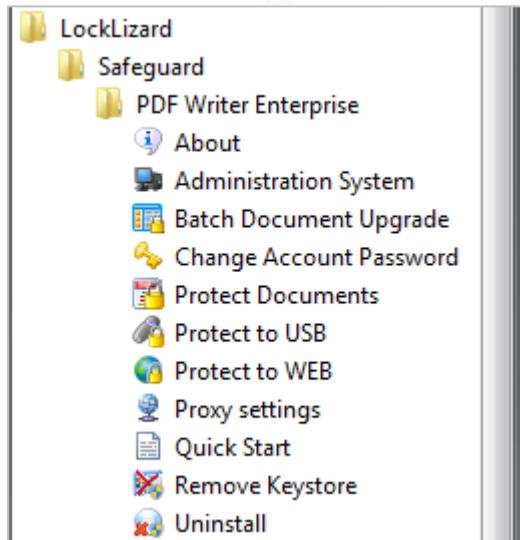 LockLizard
Safeguard
PDF Writer Enterprise
About
Administration System
Batch Document Upgrade
Change Account Password
Protect Documents
Protect to USB
Protect to WEB
Proxy settings
Quick Start
Remove Keystore
Uninstall